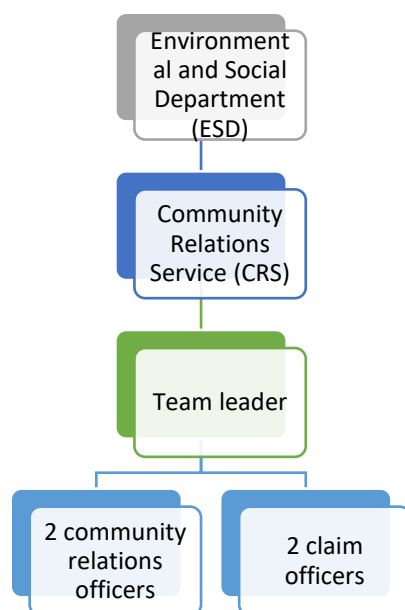 Environment
al and Social
Department
(ESD)
Community
Relations
Service (CRS)
Team leader
2 community
relations
officers
2 claim
officers